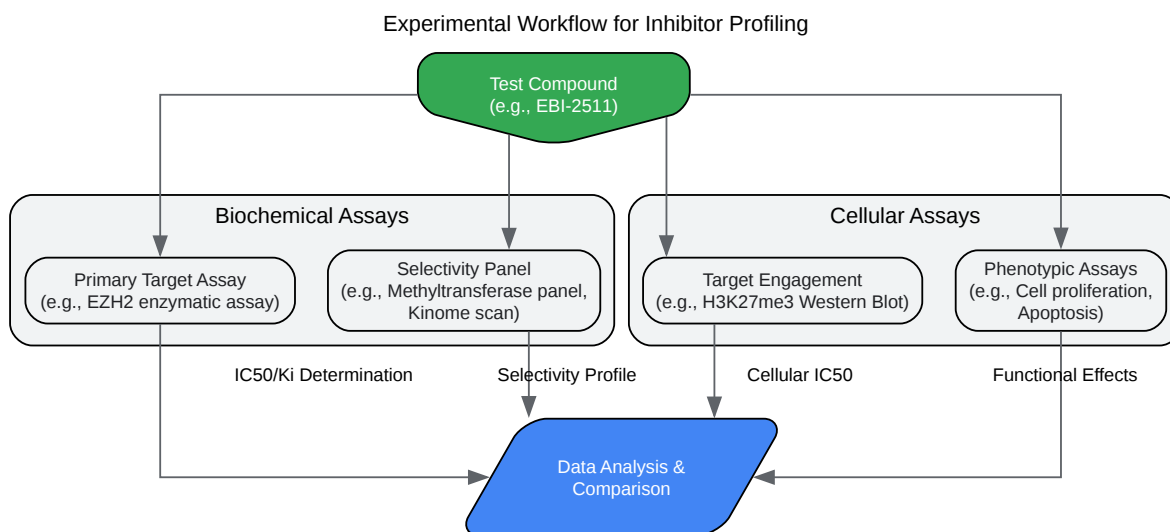 Experimental Workflow for Inhibitor Profiling
Test Compound
(e.g., EBI-2511)
Biochemical Assays
Cellular Assays
Primary Target Assay
(e.g., EZH2 enzymatic assay)
Selectivity Panel
(e.g., Methyltransferase panel,
Kinome scan)
Target Engagement
(e.g., H3K27me3 Western Blot)
Phenotypic Assays
(e.g., Cell proliferation,
Apoptosis)
IC50/Ki Determination
Selectivity Profile
Cellular IC50
Functional Effects
Data Analysis &
Comparison